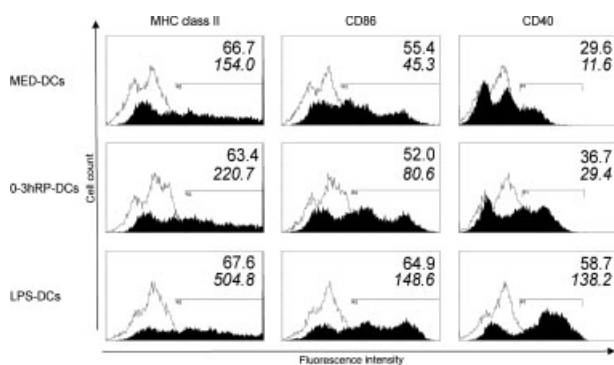 MHC class II CD86 CD40
MED-DCs
66.7 55.4 29.6
154.0 45.3 11.6
0-3hRP-DCs
63.4 52.0 36.7
220.7 80.6 29.4
LPS-DCs
67.6 64.9 58.7
504.8 148.6 138.2
Cell count
Fluorescence intensity